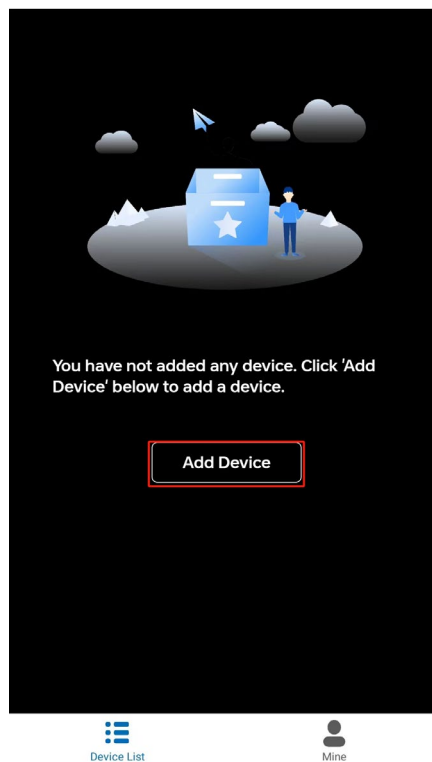 You have not added any device. Click 'Add
Device' below to add a device.
Add Device
Device List
Mine